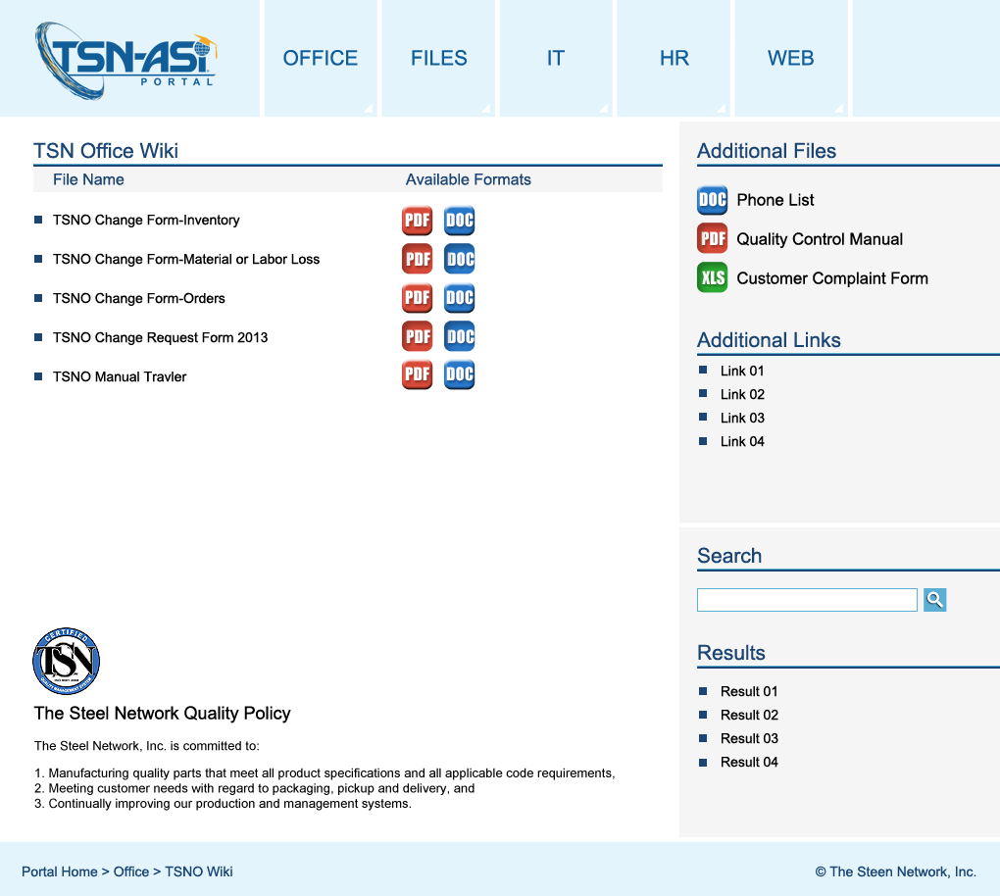 TSN-ASi
PORTAL
OFFICE
FILES
IT
HR
WEB
TSN Office Wiki
File Name
Available Formats
TSNO Change Form-Inventory
PDF
DOC
TSNO Change Form-Material or Labor Loss
PDF
DOC
TSNO Change Form-Orders
PDF
DOC
TSNO Change Request Form 2013
PDF
DOC
TSNO Manual Travler
PDF
DOC
Additional Files
DOC
Phone List
PDF
Quality Control Manual
XLS
Customer Complaint Form
Additional Links
Link 01
Link 02
Link 03
Link 04
Search
Results
Result 01
Result 02
Result 03
Result 04
CERTIFIED
TSN
The Steel Network Quality Policy
The Steel Network, Inc. is committed to:
1. Manufacturing quality parts that meet all product specifications and all applicable code requirements,
2. Meeting customer needs with regard to packaging, pickup and delivery, and
3. Continually improving our production and management systems.
Portal Home > Office > TSNO Wiki
© The Steen Network, Inc.